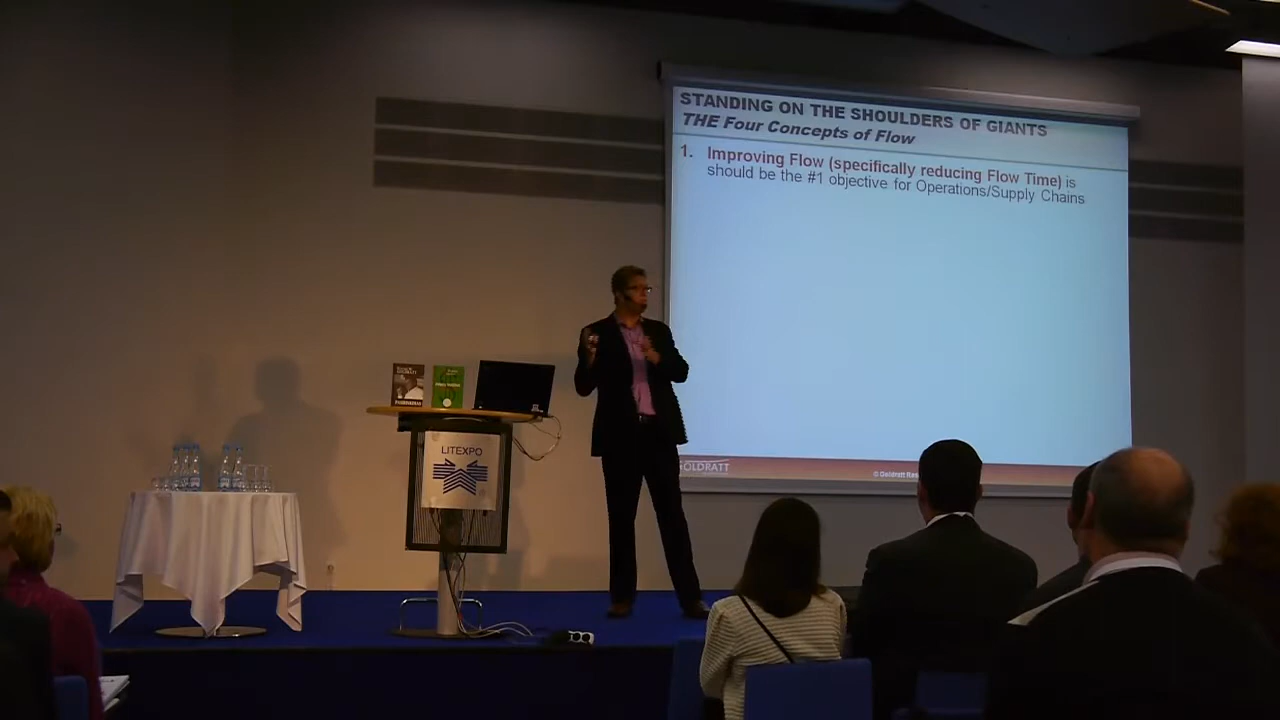 STANDING ON THE SHOULDERS OF GIANTS
THE Four Concepts of Flow
1. Improving Flow (specifically reducing Flow Time) is
should be the #1 objective for Operations/Supply Chains
GOLDRATT
© Goldratt
LITEXPO